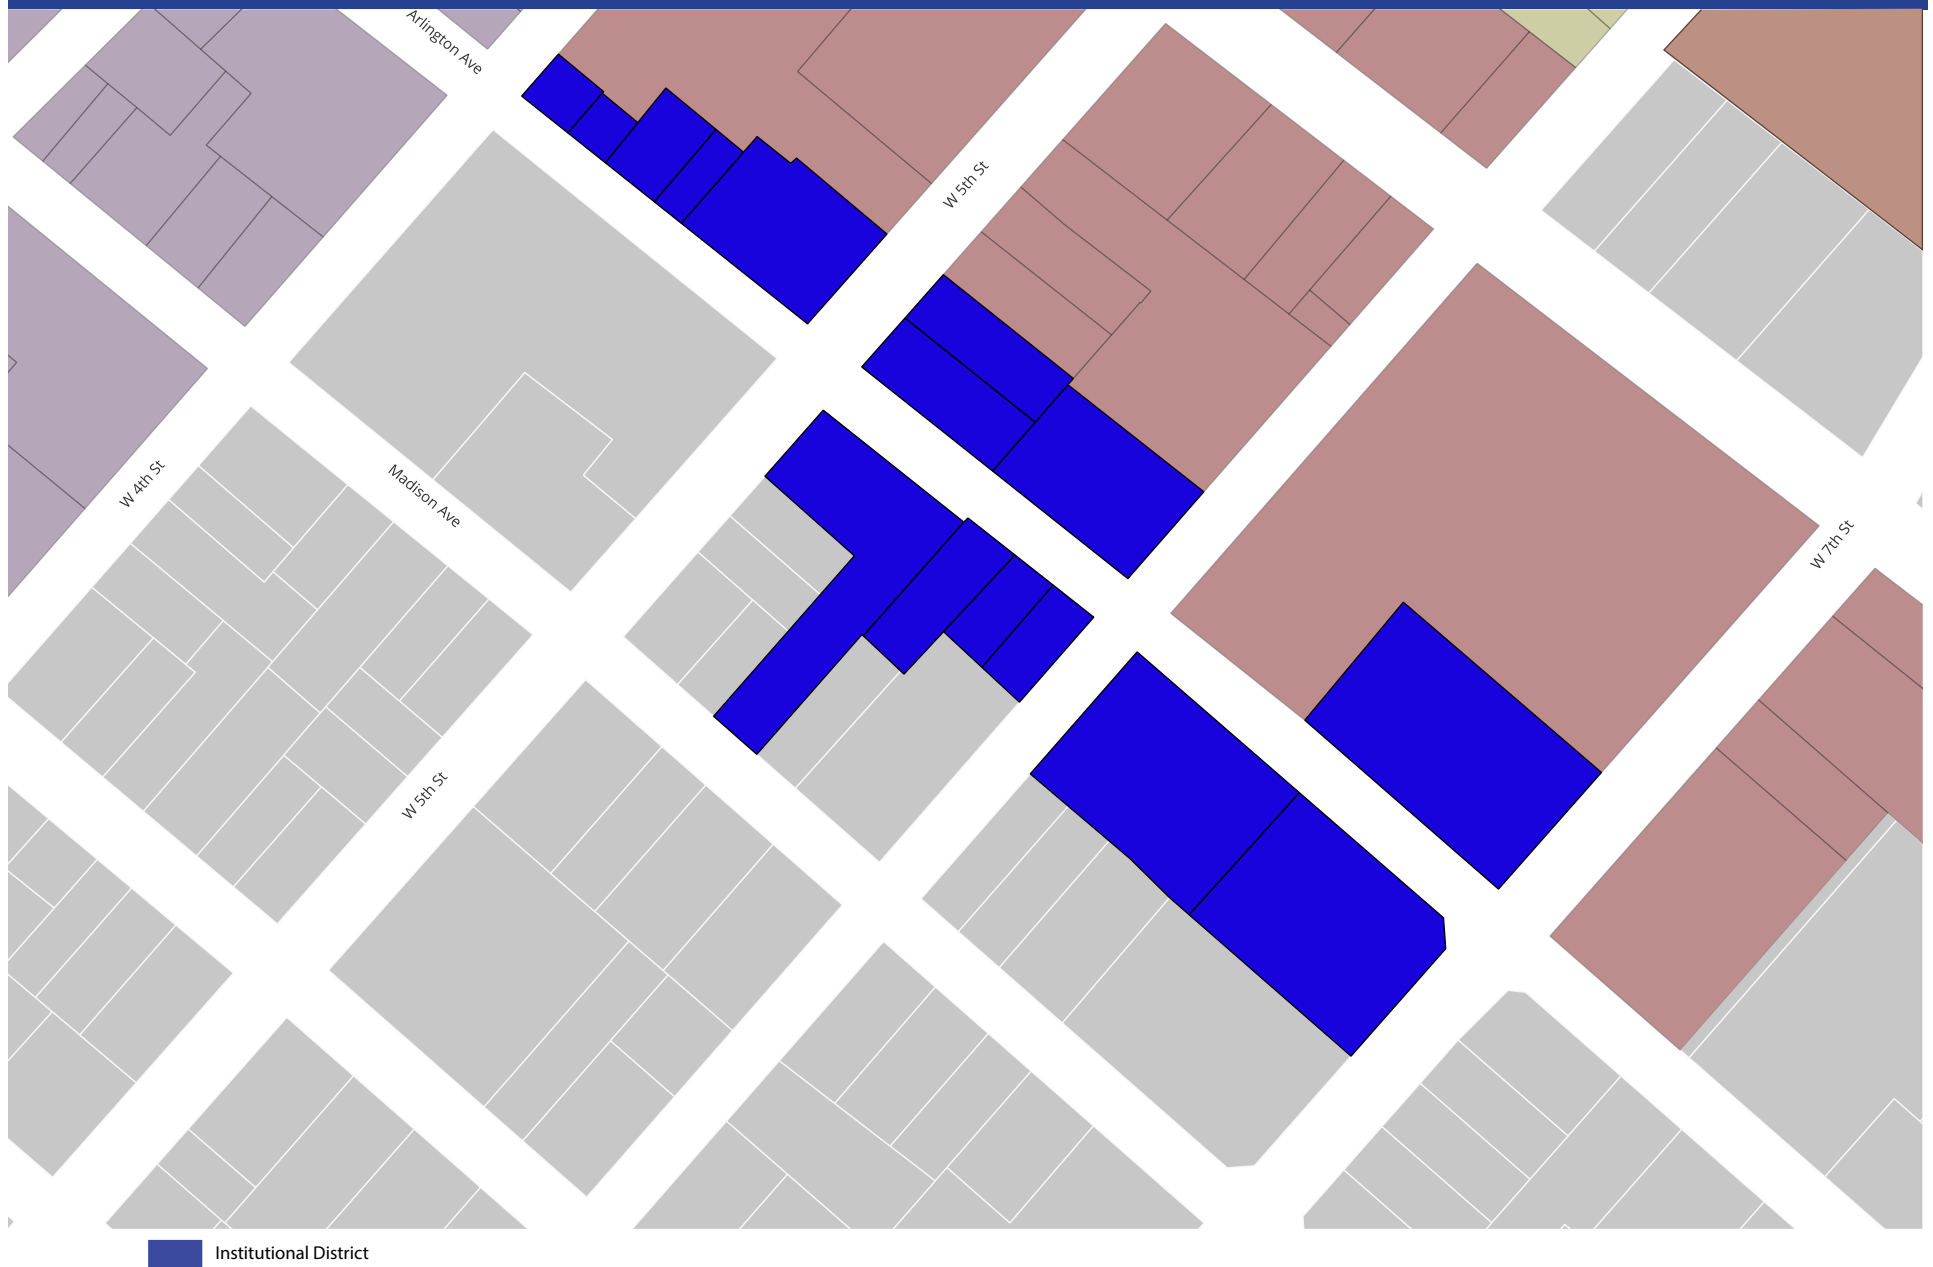 Arlington Ave
W 5th St
W 4th St
Madison Ave
W 7th St
W 5th St
Institutional District